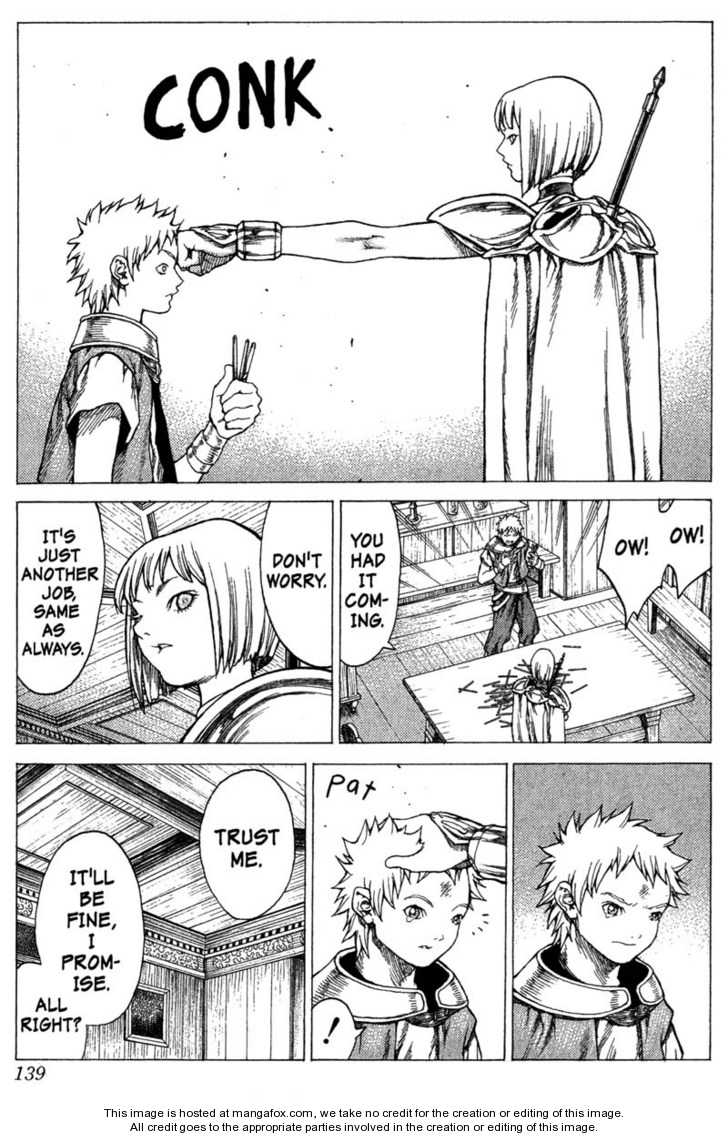 CONK
OW!
OW!
YOU
HAD
IT
COM-
ING.
DON'T
WORRY.
IT'S
JUST
ANOTHER
JOB,
SAME
AS
ALWAYS.
Pat
!
TRUST
ME.
IT'LL
BE
FINE,
I
PROM-
ISE.
ALL
RIGHT?
139
This image is hosted at mangafox.com, we take no credit for the creation or editing of this image.
All credit goes to the appropriate parties involved in the creation or editing of this image.